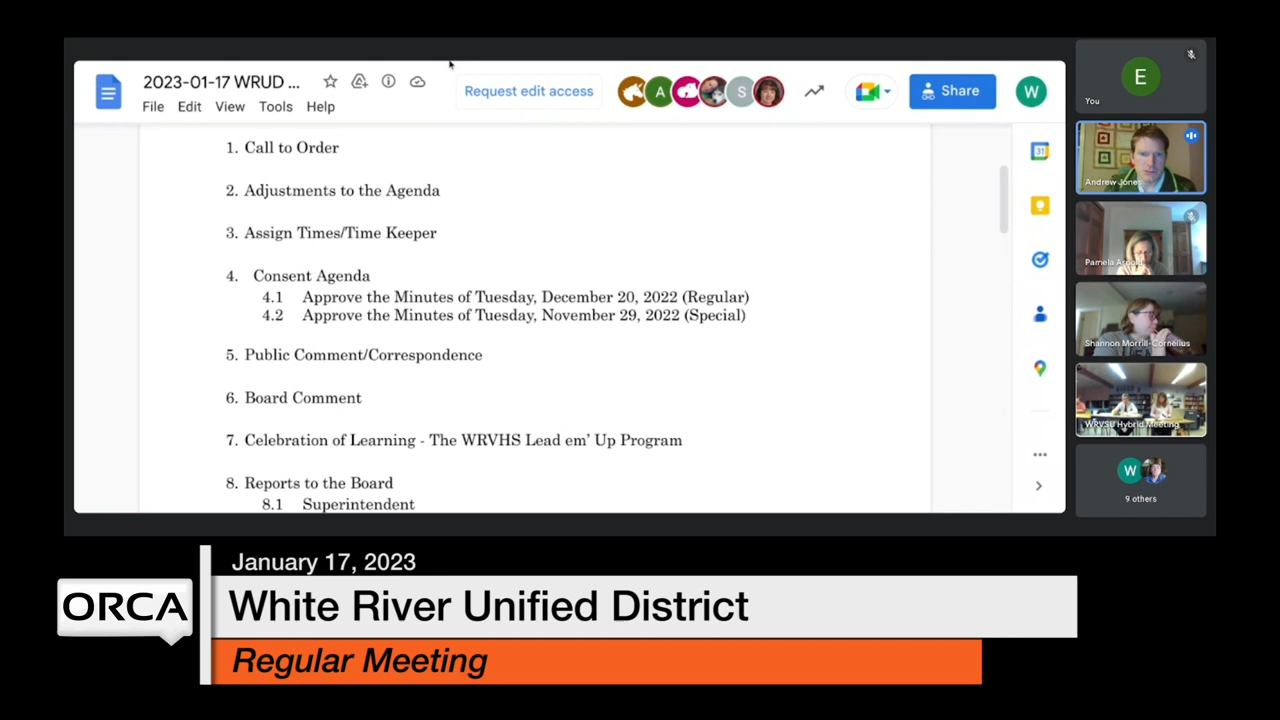 2023-01-17 WRUD ...
File Edit View Tools Help
Request edit access
A
S
Share
W
1. Call to Order
2. Adjustments to the Agenda
3. Assign Times/Time Keeper
4. Consent Agenda
4.1 Approve the Minutes of Tuesday, December 20, 2022 (Regular)
4.2 Approve the Minutes of Tuesday, November 29, 2022 (Special)
5. Public Comment/Correspondence
6. Board Comment
7. Celebration of Learning - The WRVHS Lead em' Up Program
8. Reports to the Board
8.1 Superintendent
31
E
You
Andrew Jones
Pamela Arnold
Shannon Morrill-Cornelius
WRVSU Hybrid Meeting
W
9 others
January 17, 2023
ORCA
White River Unified District
Regular Meeting